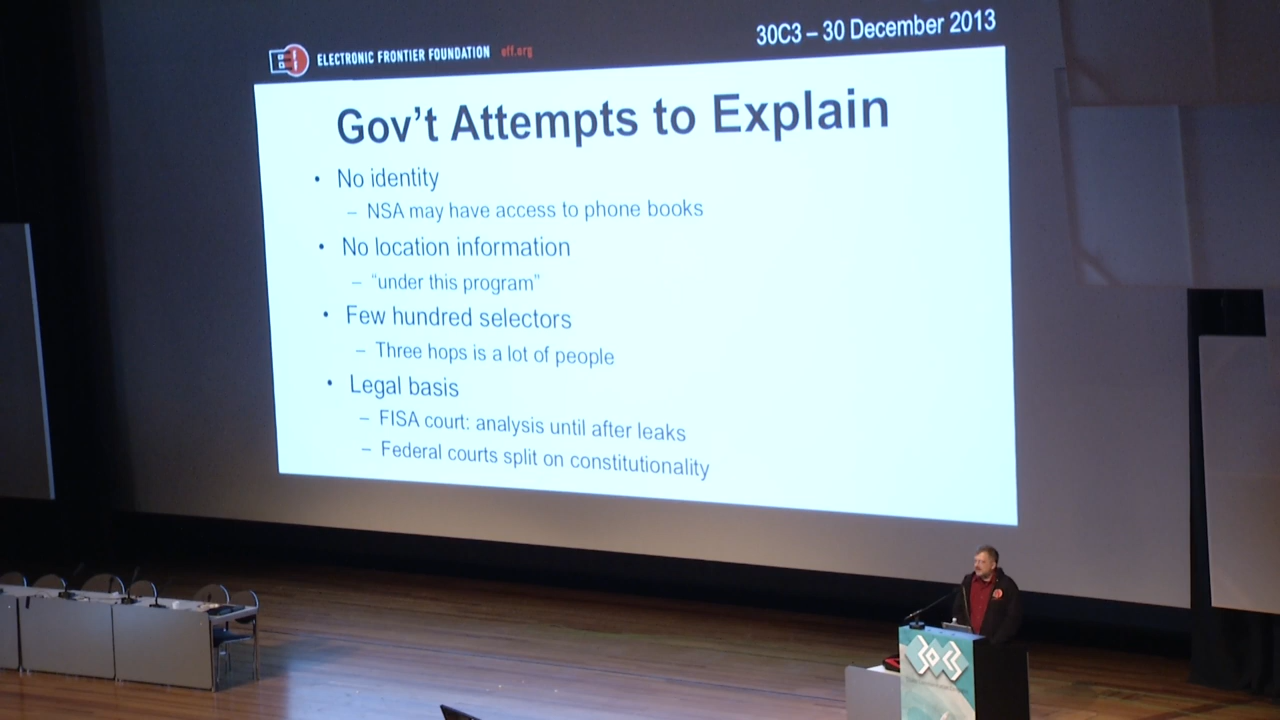 30C3 – 30 December 2013
ELECTRONIC FRONTIER FOUNDATION eff.org
Gov't Attempts to Explain
• No identity
– NSA may have access to phone books
• No location information
– “under this program”
• Few hundred selectors
– Three hops is a lot of people
• Legal basis
– FISA court: analysis until after leaks
– Federal courts split on constitutionality
30C3